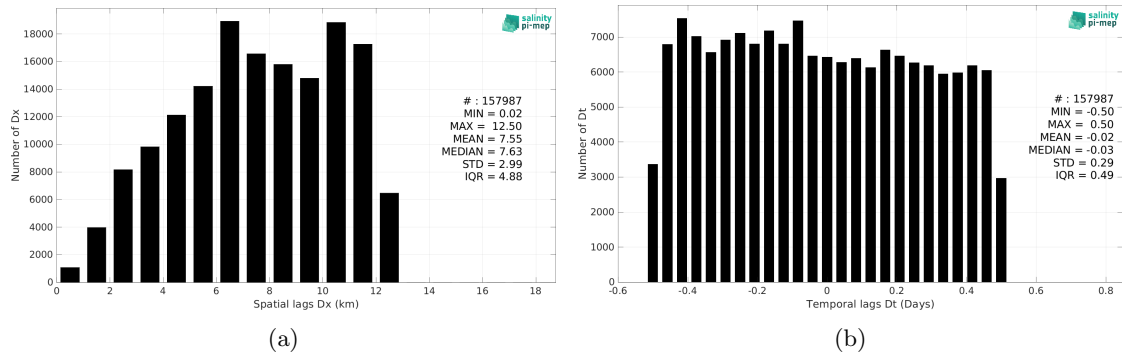 salinity
pi-mep
18000
16000
14000
12000
10000
8000
6000
4000
2000
0
Number of Dx
# : 157987
MIN = 0.02
MAX = 12.50
MEAN = 7.55
MEDIAN = 7.63
STD = 2.99
IQR = 4.88
0 2 4 6 8 10 12 14 16 18
Spatial lags Dx (km)
(a)
salinity
pi-mep
7000
6000
5000
4000
3000
2000
1000
0
Number of Dt
# : 157987
MIN = -0.50
MAX = 0.50
MEAN = -0.02
MEDIAN = -0.03
STD = 0.29
IQR = 0.49
-0.6 -0.4 -0.2 0 0.2 0.4 0.6 0.8
Temporal lags Dt (Days)
(b)